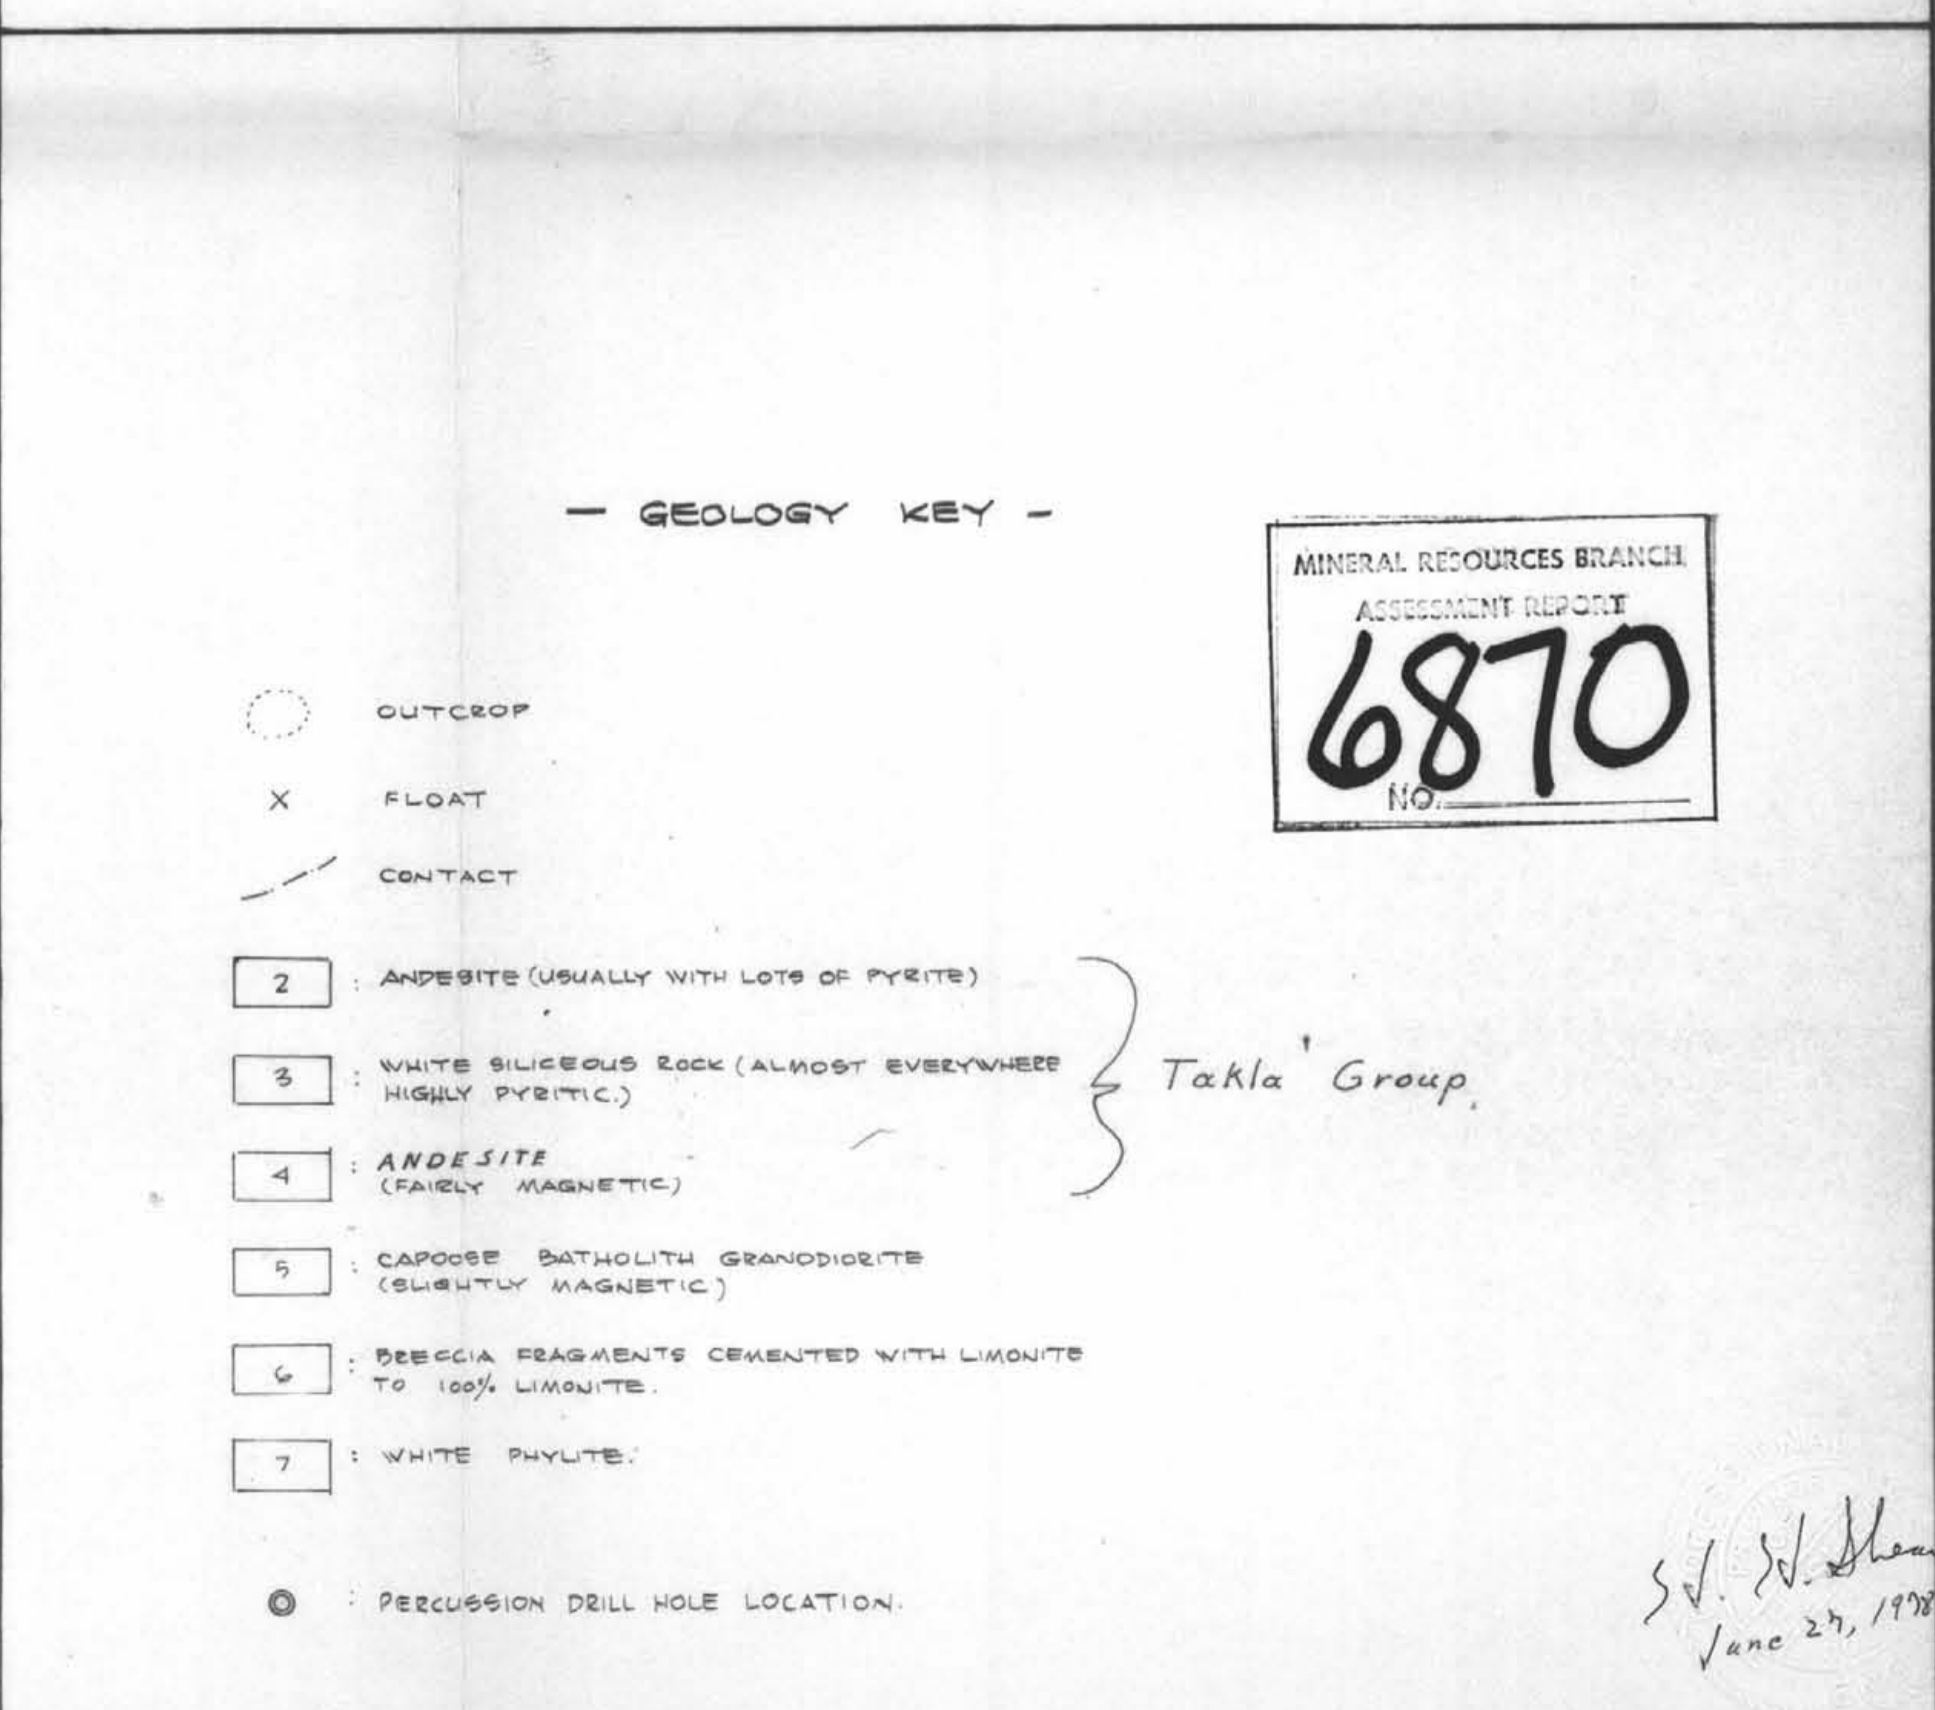 — GEOLOGY KEY —
MINERAL RESOURCES BRANCH
ASSESSMENT REPORT
6870
NO.
OUTCROP
X FLOAT
CONTACT
2 : ANDESITE (USUALLY WITH LOTS OF PYRITE)
3 : WHITE SILICEOUS ROCK (ALMOST EVERYWHERE
HIGHLY PYRITIC.)
Takla Group.
4 : ANDESITE
(FAIRLY MAGNETIC)
5 : CAPOOSE BATHOLITH GRANODIORITE
(SLIGHTLY MAGNETIC)
6 : BRECCIA FRAGMENTS CEMENTED WITH LIMONITE
TO 100% LIMONITE.
7 : WHITE PHYLITE.
: PERCUSSION DRILL HOLE LOCATION.
June 27, 1978